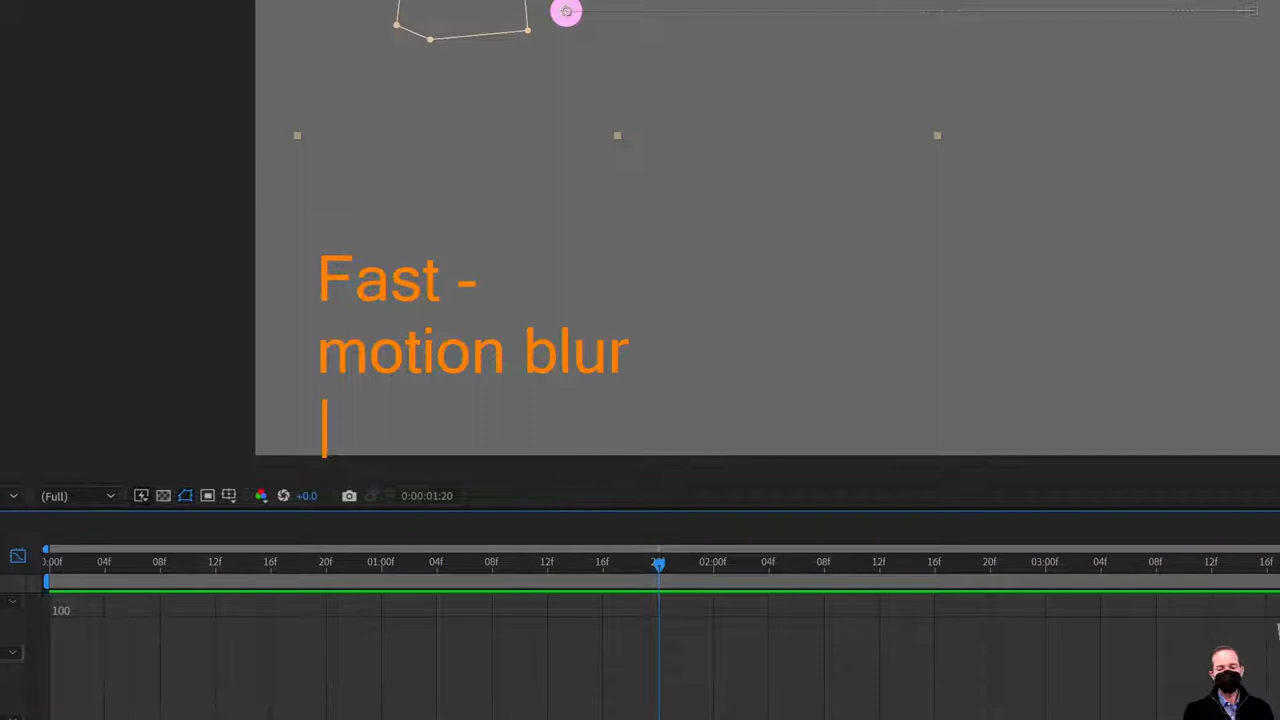 Fast -
motion blur
(Full) +0.0 0:00:01:20
0:00f 04f 08f 12f 16f 20f 01:00f 04f 08f 12f 16f 02:00f 04f 08f 12f 16f 20f 03:00f 04f 08f 12f 16f
100